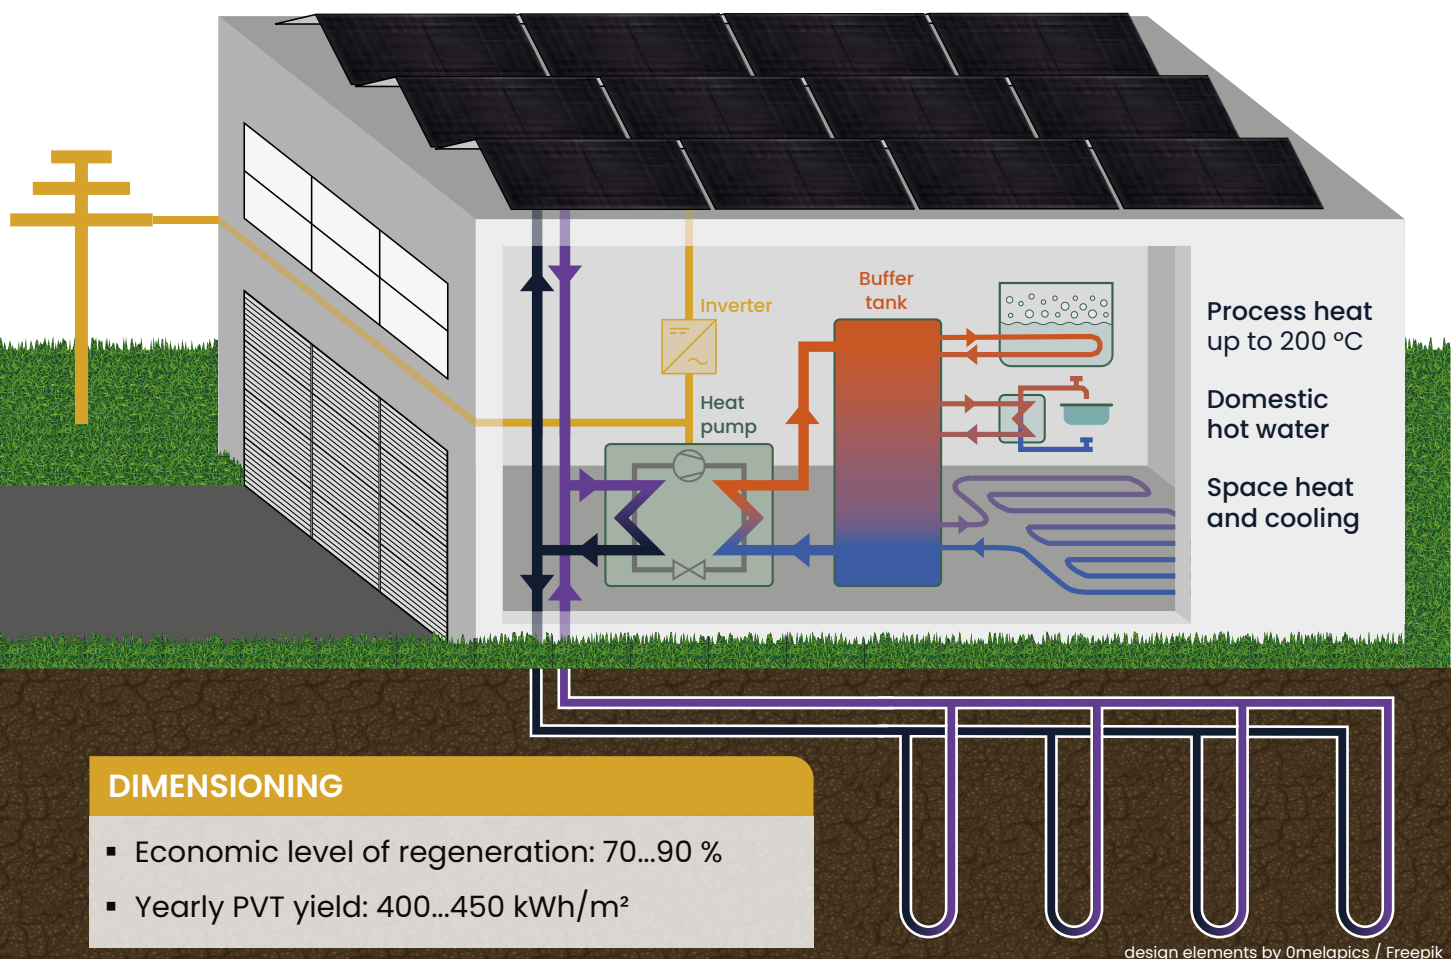 Inverter
Heat
pump
Buffer
tank
Process heat
up to 200 °C
Domestic
hot water
Space heat
and cooling
DIMENSIONING
▪ Economic level of regeneration: 70...90 %
▪ Yearly PVT yield: 400...450 kWh/m²
design elements by 0melapics / Freepik